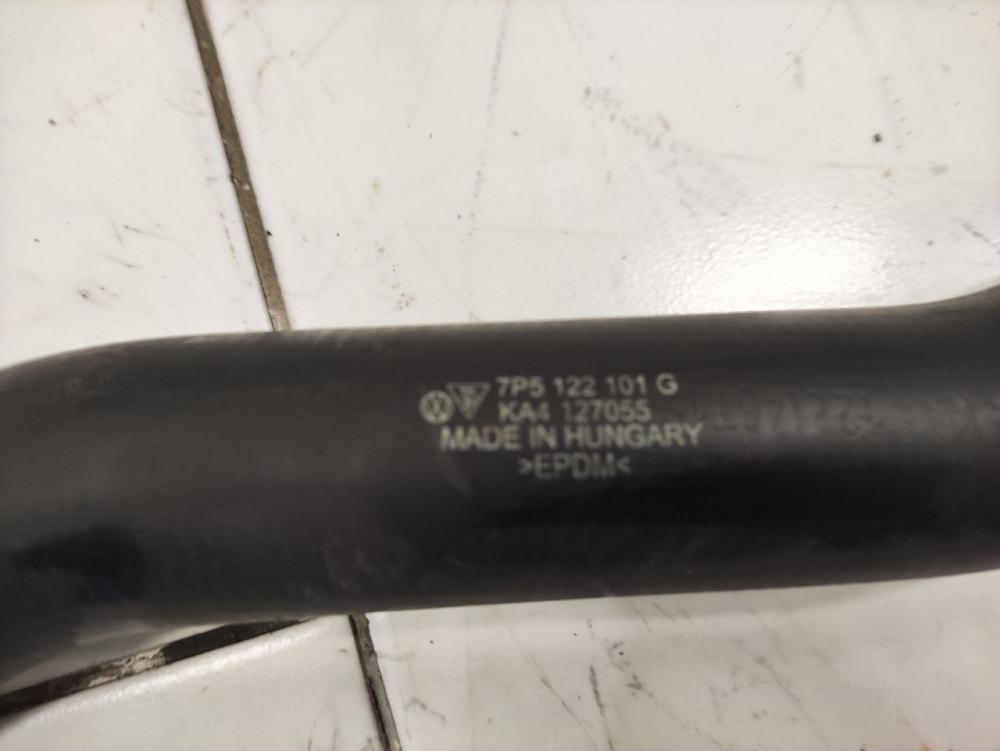 7P5 122 101 G
KA4 127055
MADE IN HUNGARY
>EPDM<